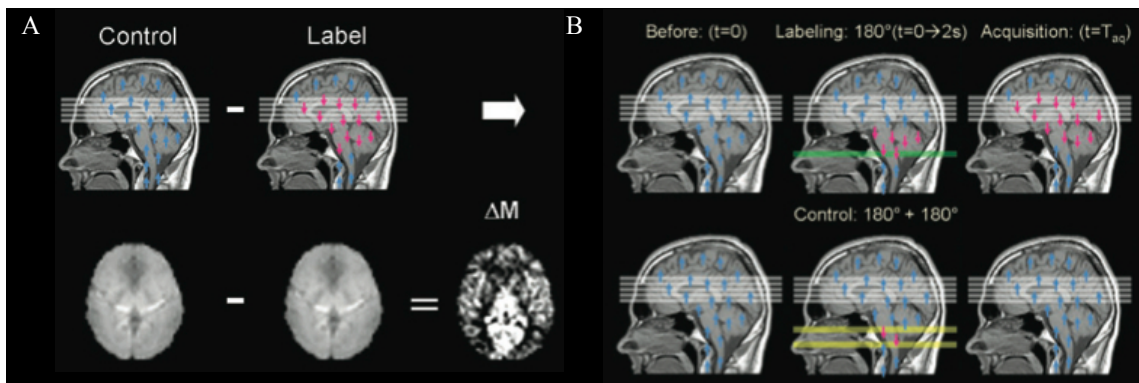 A
Control Label
- 
ΔM
- =
B
Before: (t=0) Labeling: 180°(t=0→2s) Acquisition: (t=Taq)
Control: 180° + 180°